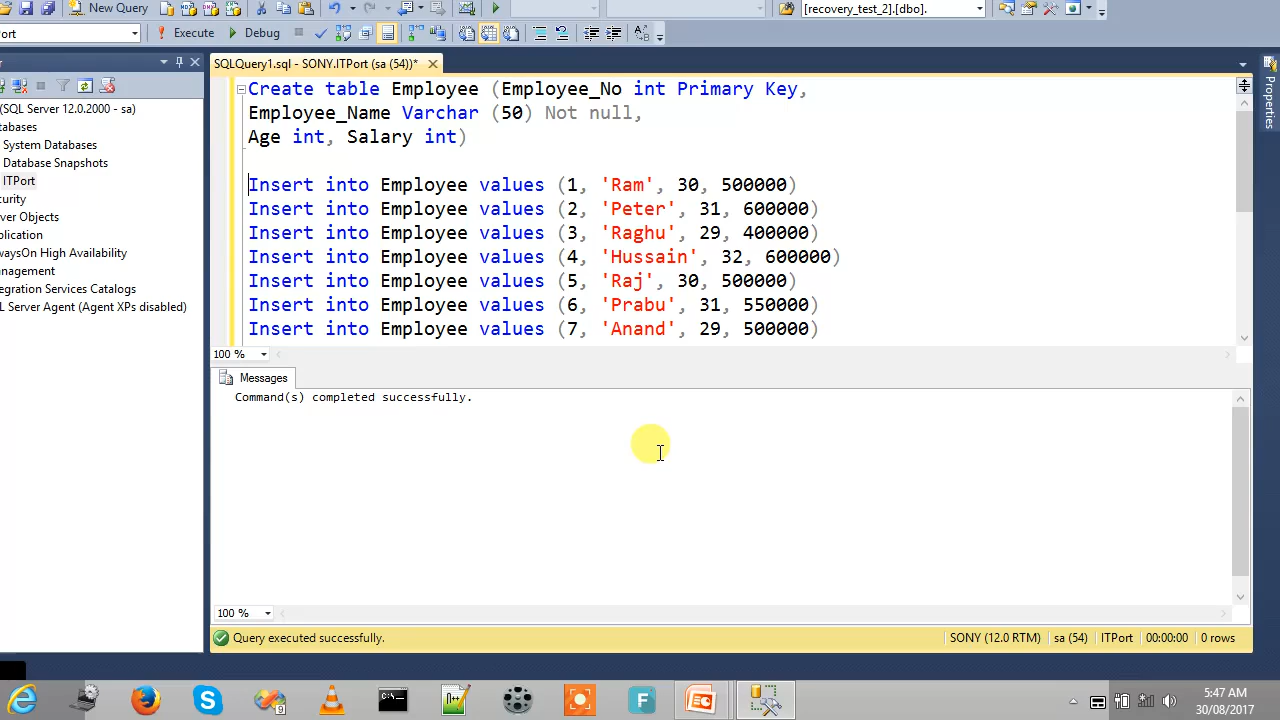 New Query
[recovery_test_2].[dbo].
ort
Execute
Debug
r
SQLQuery1.sql - SONY.ITPort (sa (54))*
Properties
(SQL Server 12.0.2000 - sa)
tabases
System Databases
Database Snapshots
ITPort
curity
ver Objects
plication
waysOn High Availability
anagement
egration Services Catalogs
L Server Agent (Agent XPs disabled)
Create table Employee (Employee_No int Primary Key,
Employee_Name Varchar (50) Not null,
Age int, Salary int)
Insert into Employee values (1, 'Ram', 30, 500000)
Insert into Employee values (2, 'Peter', 31, 600000)
Insert into Employee values (3, 'Raghu', 29, 400000)
Insert into Employee values (4, 'Hussain', 32, 600000)
Insert into Employee values (5, 'Raj', 30, 500000)
Insert into Employee values (6, 'Prabu', 31, 550000)
Insert into Employee values (7, 'Anand', 29, 500000)
100 %
Messages
Command(s) completed successfully.
100 %
Query executed successfully.
SONY (12.0 RTM)
sa (54)
ITPort
00:00:00
0 rows
5:47 AM
30/08/2017